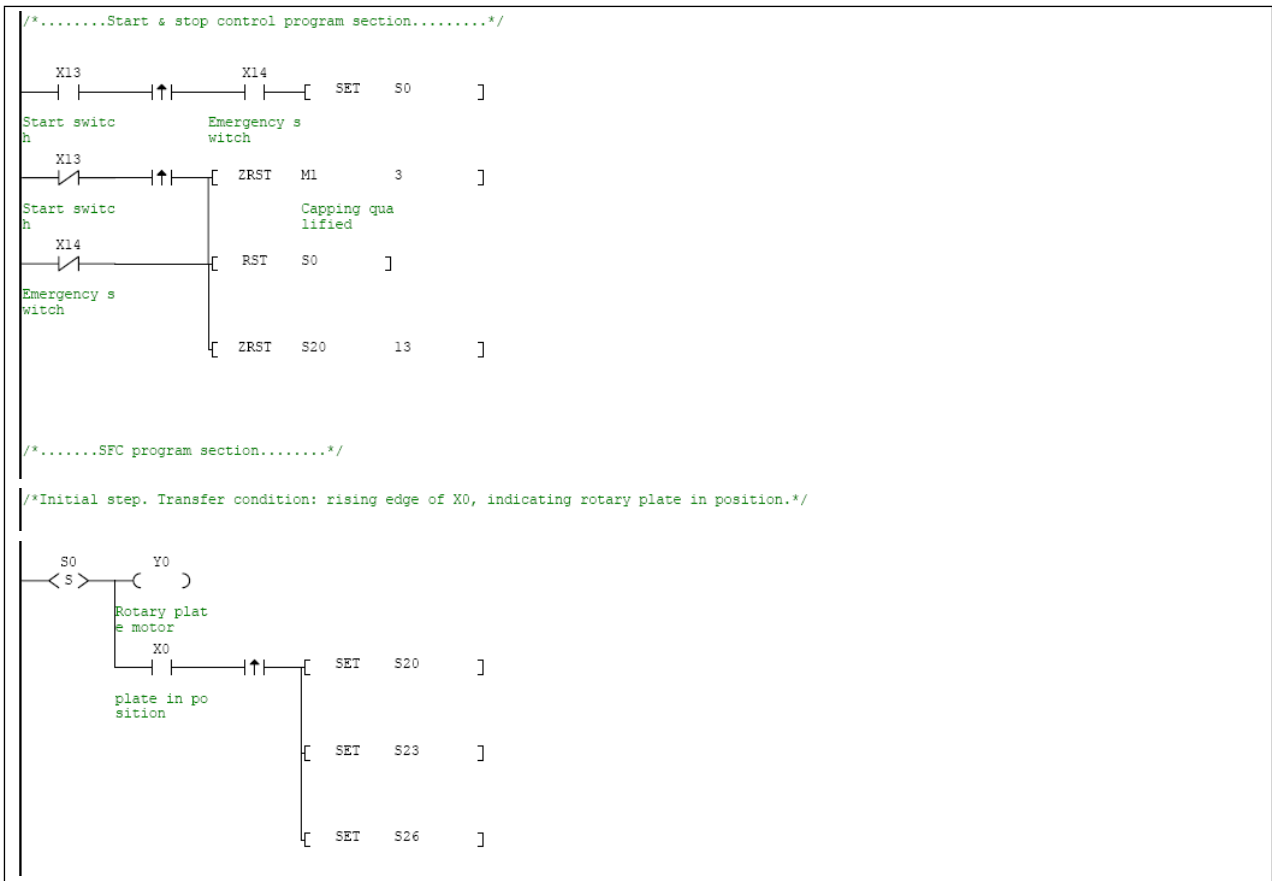 /*........Start & stop control program section.........*/
X13 X14
SET S0
Start switc Emergency s
h witch
X13
ZRST M1 3
Start switc Capping qua
h lified
X14
RST S0
Emergency s
witch
ZRST S20 13
/*.......SFC program section........*/
/*Initial step. Transfer condition: rising edge of X0, indicating rotary plate in position.*/
S0 Y0
S
Rotary plat
e motor
X0
SET S20
plate in po
sition
SET S23
SET S26